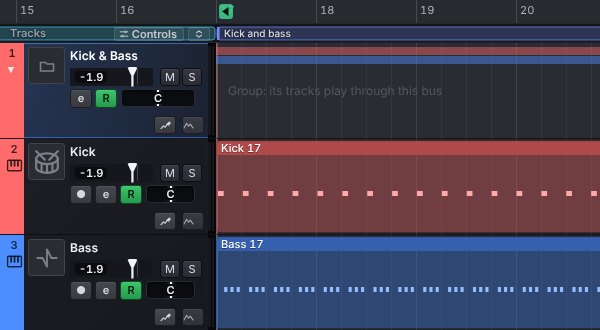 15 16 18 19 20
Tracks Controls Kick and bass
1 Kick & Bass
-1.9 M S
e R C
Group: its tracks play through this bus
2 Kick Kick 17
-1.9 M S
e R C
3 Bass Bass 17
-1.9 M S
e R C